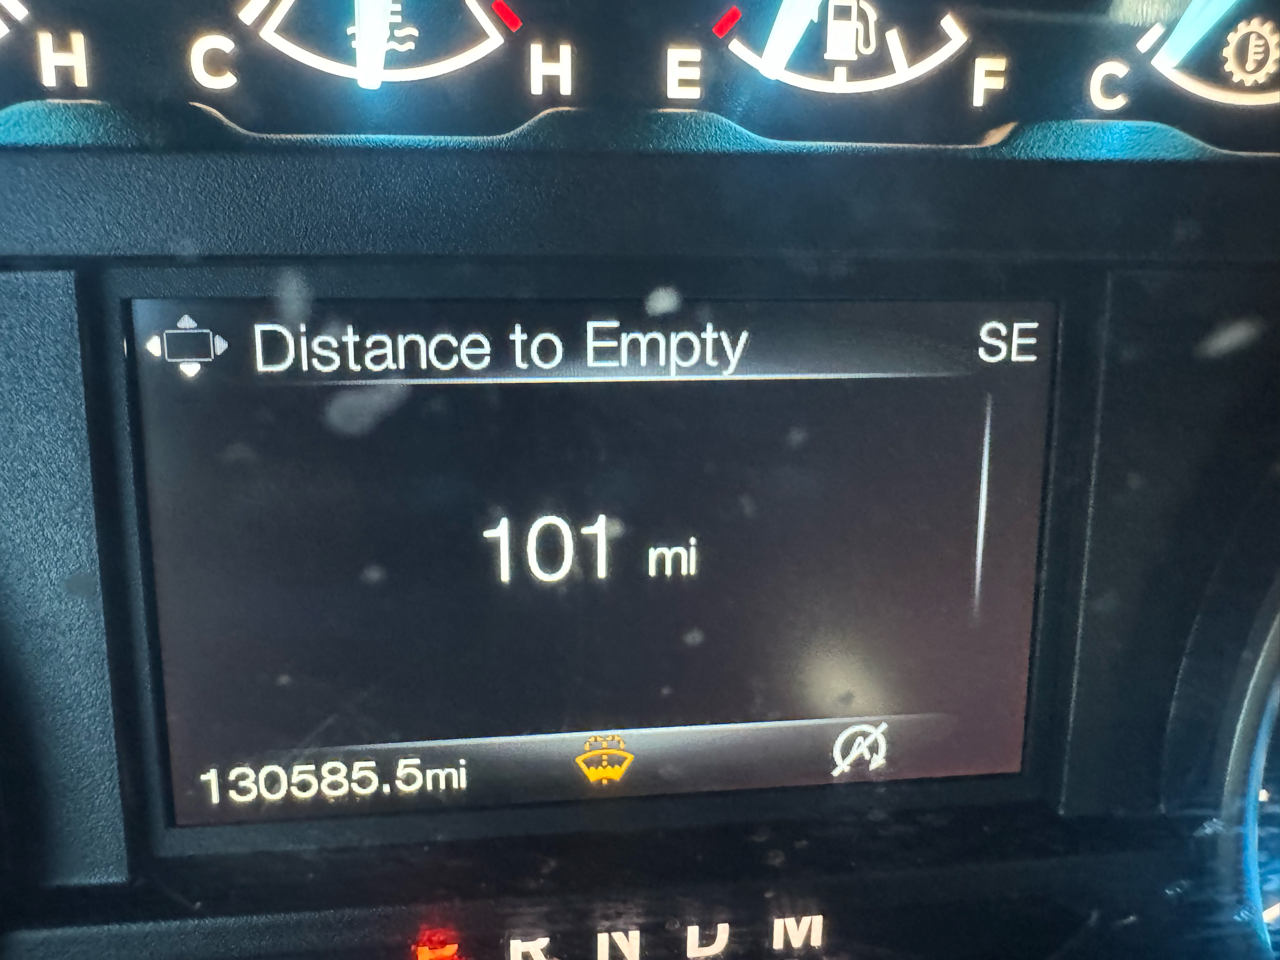 H C H E F C
Distance to Empty SE
101 mi
130585.5mi
P R N D M